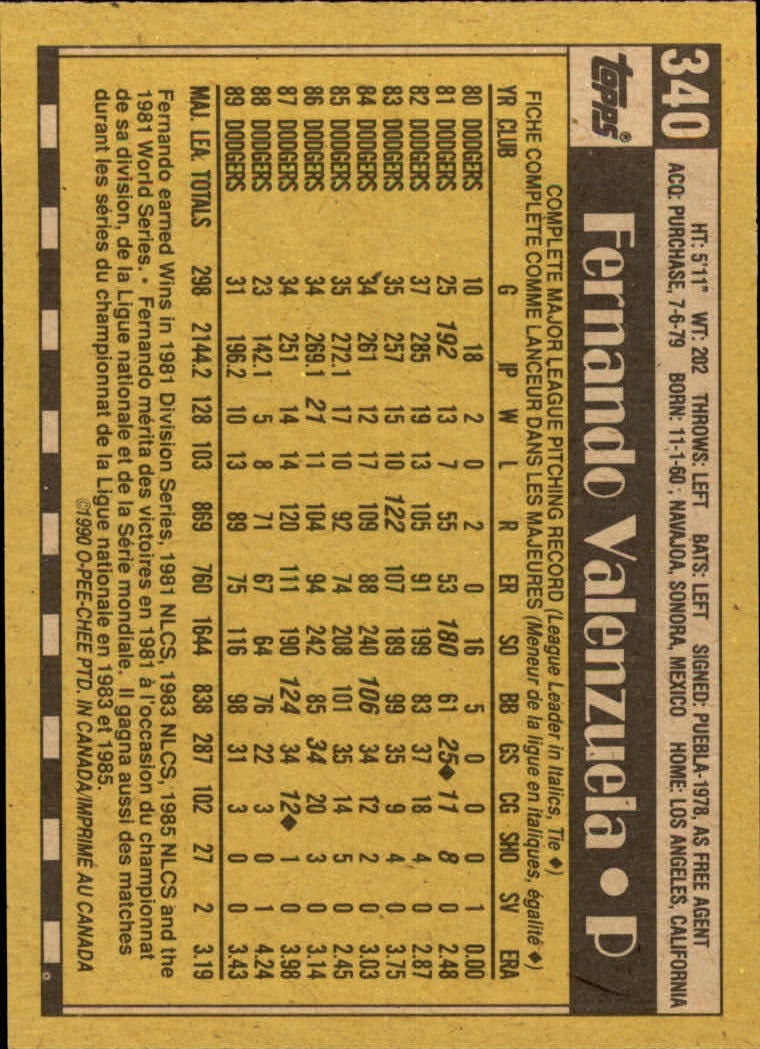 340
HT: 5'11" WT: 202 THROWS: LEFT BATS: LEFT SIGNED: PUEBLA-1978, AS FREE AGENT
ACQ: PURCHASE, 7-6-79 BORN: 11-1-60, NAVAJOA, SONORA, MEXICO HOME: LOS ANGELES, CALIFORNIA
topps® Fernando Valenzuela • P
COMPLETE MAJOR LEAGUE PITCHING RECORD (League Leader in Italics, Tie ♦)
FICHE COMPLÈTE COMME LANCEUR DANS LES MAJEURES (Meneur de la ligue en italiques, égalité ♦)
YR CLUB G IP W L R ER SO BB GS CG SHO SV ERA
80 DODGERS 10 18 2 0 2 0 16 5 0 0 0 1 0.00
81 DODGERS 25 192 13 7 55 53 180 61 25♦ 11 8 0 2.48
82 DODGERS 37 285 19 13 105 91 199 83 37 18 4 0 2.87
83 DODGERS 35 257 15 10 122 107 189 99 35 9 4 0 3.75
84 DODGERS 34 261 12 17 109 88 240 106 34 12 2 0 3.03
85 DODGERS 35 272.1 17 10 92 74 208 101 35 14 5 0 2.45
86 DODGERS 34 269.1 21 11 104 94 242 85 34 20 3 0 3.14
87 DODGERS 34 251 14 14 120 111 190 124 34 12♦ 1 0 3.98
88 DODGERS 23 142.1 5 8 71 67 64 76 22 3 0 1 4.24
89 DODGERS 31 196.2 10 13 89 75 116 98 31 3 0 0 3.43
MAJ. LEA. TOTALS 298 2144.2 128 103 869 760 1644 838 287 102 27 2 3.19
Fernando earned Wins in 1981 Division Series, 1981 NLCS, 1983 NLCS, 1985 NLCS and the
1981 World Series. • Fernando mérita des victoires en 1981 à l'occasion du championnat
de sa division, de la Ligue nationale et de la Série mondiale. Il gagna aussi des matches
durant les séries du championnat de la Ligue nationale en 1983 et 1985.
©1990 O-PEE-CHEE PTD. IN CANADA/IMPRIMÉ AU CANADA